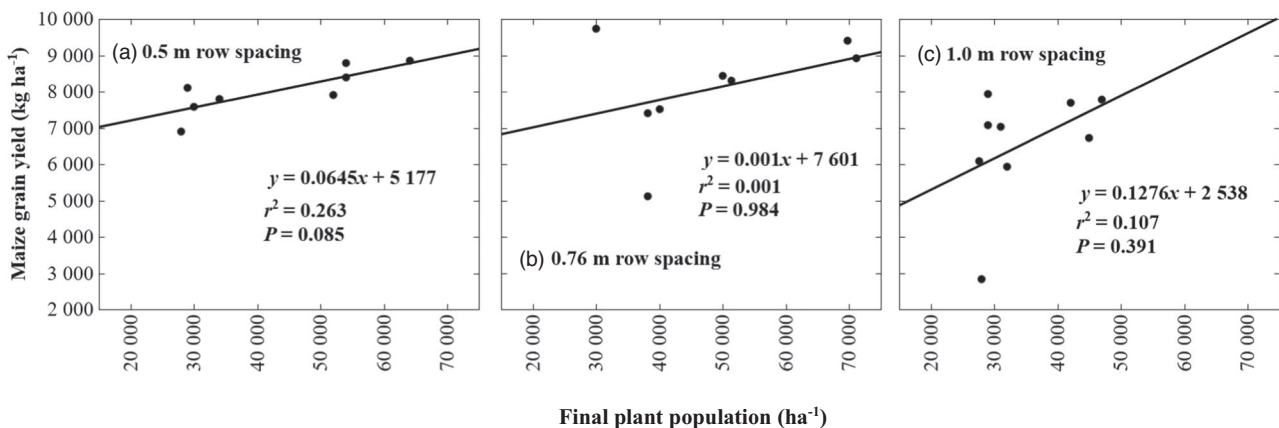 Maize grain yield (kg ha⁻¹)
10 000
9 000
8 000
7 000
6 000
5 000
4 000
3 000
2 000
(a) 0.5 m row spacing
y = 0.0645x + 5 177
r² = 0.263
P = 0.085
20 000
30 000
40 000
50 000
60 000
70 000
(b) 0.76 m row spacing
y = 0.001x + 7 601
r² = 0.001
P = 0.984
20 000
30 000
40 000
50 000
60 000
70 000
(c) 1.0 m row spacing
y = 0.1276x + 2 538
r² = 0.107
P = 0.391
20 000
30 000
40 000
50 000
60 000
70 000
Final plant population (ha⁻¹)